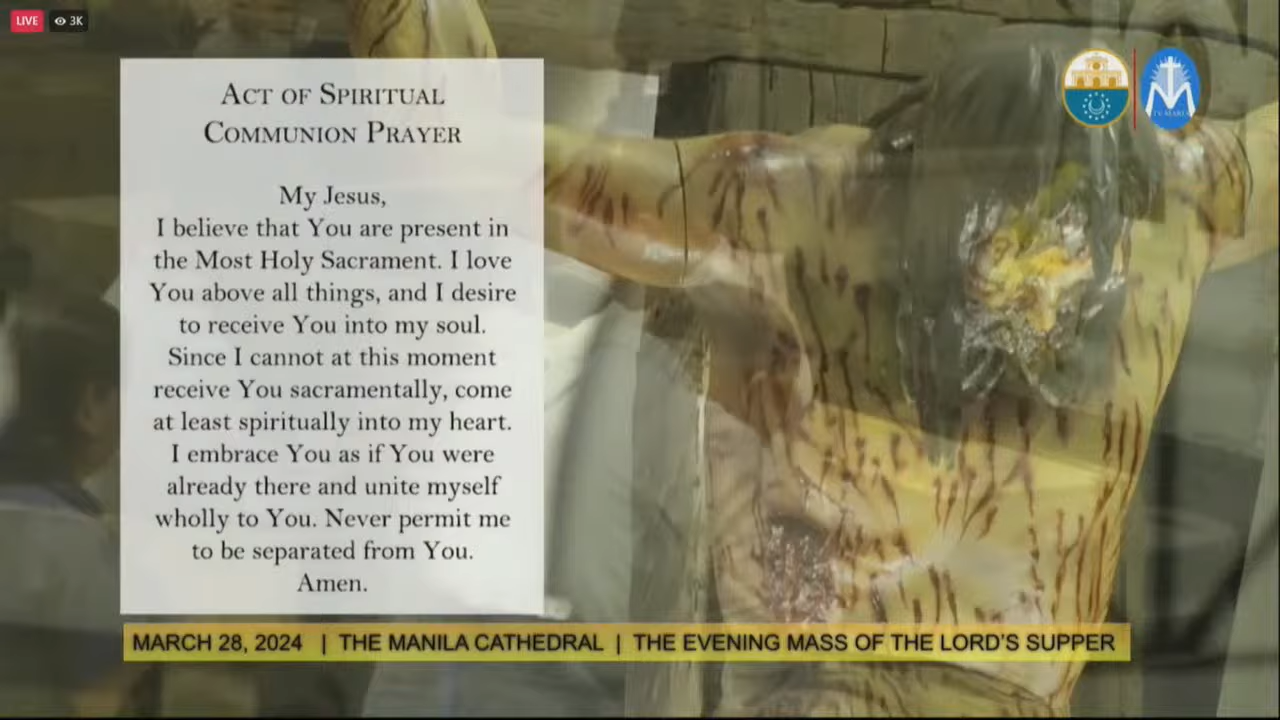 LIVE 3K
ACT OF SPIRITUAL
COMMUNION PRAYER
My Jesus,
I believe that You are present in
the Most Holy Sacrament. I love
You above all things, and I desire
to receive You into my soul.
Since I cannot at this moment
receive You sacramentally, come
at least spiritually into my heart.
I embrace You as if You were
already there and unite myself
wholly to You. Never permit me
to be separated from You.
Amen.
TV MARIA
MARCH 28, 2024 | THE MANILA CATHEDRAL | THE EVENING MASS OF THE LORD'S SUPPER